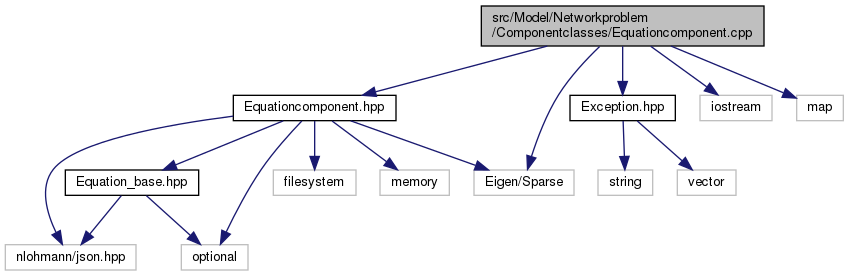 src/Model/Networkproblem
/Componentclasses/Equationcomponent.cpp
Equationcomponent.hpp
Exception.hpp
iostream
map
Equation_base.hpp
filesystem
memory
Eigen/Sparse
string
vector
nlohmann/json.hpp
optional